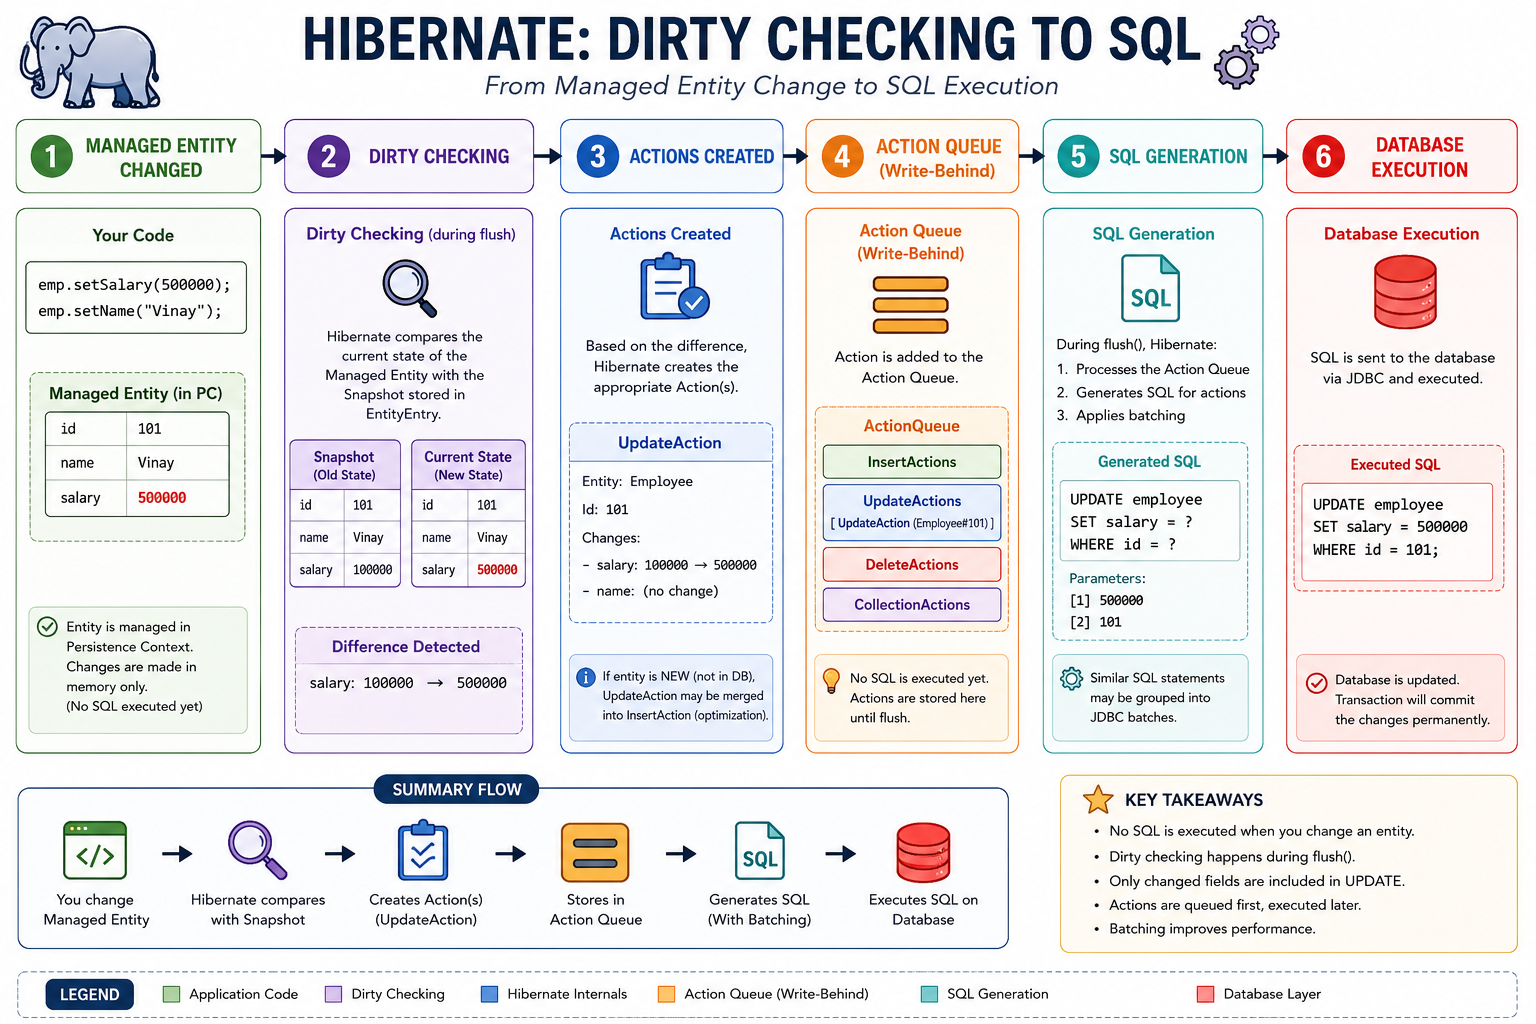 HIBERNATE: DIRTY CHECKING TO SQL
From Managed Entity Change to SQL Execution
1
MANAGED ENTITY
CHANGED
2
DIRTY CHECKING
3
ACTIONS CREATED
4
ACTION QUEUE
(Write-Behind)
5
SQL GENERATION
6
DATABASE
EXECUTION
Your Code
emp.setSalary(500000);
emp.setName("Vinay");
Managed Entity (in PC)
id 101
name Vinay
salary 500000
Entity is managed in
Persistence Context.
Changes are made in
memory only.
(No SQL executed yet)
Dirty Checking (during flush)
Hibernate compares the
current state of the
Managed Entity with the
Snapshot stored in
EntityEntry.
Snapshot
(Old State)
id 101
name Vinay
salary 100000
Current State
(New State)
id 101
name Vinay
salary 500000
Difference Detected
salary: 100000 → 500000
Actions Created
Based on the difference,
Hibernate creates the
appropriate Action(s).
UpdateAction
Entity: Employee
Id: 101
Changes:
- salary: 100000 → 500000
- name: (no change)
i
If entity is NEW (not in DB),
UpdateAction may be merged
into InsertAction (optimization).
Action Queue
(Write-Behind)
Action is added to the
Action Queue.
ActionQueue
InsertActions
UpdateActions
[ UpdateAction (Employee#101) ]
DeleteActions
CollectionActions
No SQL is executed yet.
Actions are stored here
until flush.
SQL Generation
SQL
During flush(), Hibernate:
1. Processes the Action Queue
2. Generates SQL for actions
3. Applies batching
Generated SQL
UPDATE employee
SET salary = ?
WHERE id = ?
Parameters:
[1] 500000
[2] 101
Similar SQL statements
may be grouped into
JDBC batches.
Database Execution
SQL is sent to the database
via JDBC and executed.
Executed SQL
UPDATE employee
SET salary = 500000
WHERE id = 101;
Database is updated.
Transaction will commit
the changes permanently.
SUMMARY FLOW
</>
You change
Managed Entity
Hibernate compares
with Snapshot
Creates Action(s)
(UpdateAction)
Stores in
Action Queue
SQL
Generates SQL
(With Batching)
Executes SQL on
Database
KEY TAKEAWAYS
• No SQL is executed when you change an entity.
• Dirty checking happens during flush().
• Only changed fields are included in UPDATE.
• Actions are queued first, executed later.
• Batching improves performance.
LEGEND
Application Code
Dirty Checking
Hibernate Internals
Action Queue (Write-Behind)
SQL Generation
Database Layer